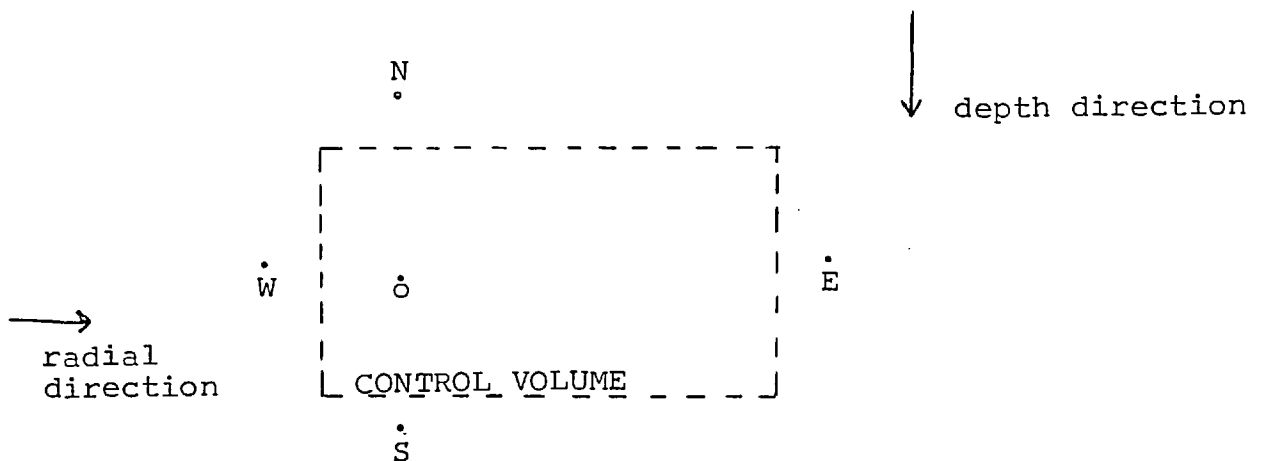 N
depth direction
W
O
E
radial
direction
CONTROL VOLUME
S